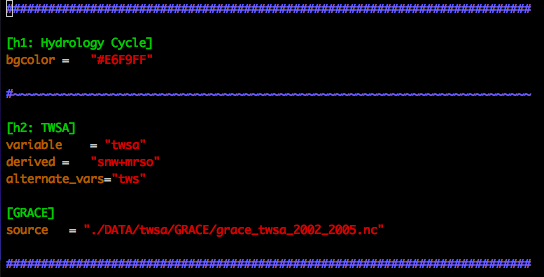 ##########################################################################
[h1: Hydrology Cycle]
bgcolor =   "#E6F9FF"
#~~~~~~~~~~~~~~~~~~~~~~~~~~~~~~~~~~~~~~~~~~~~~~~~~~~~~~~~~~~~~~~~~~~~~~~~~
[h2: TWSA]
variable    = "twsa"
derived =   "snw+mrso"
alternate_vars="tws"
[GRACE]
source   = "./DATA/twsa/GRACE/grace_twsa_2002_2005.nc"
##########################################################################